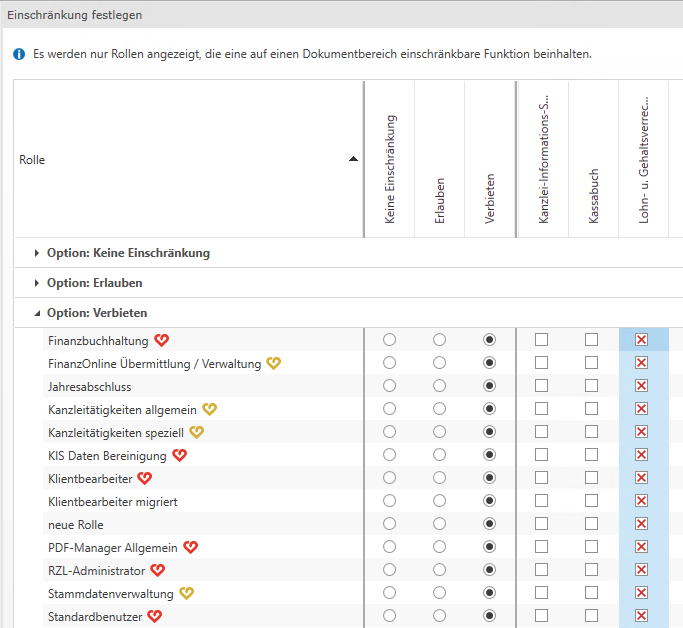 Einschränkung festlegen
Es werden nur Rollen angezeigt, die eine auf einen Dokumentbereich einschränkbare Funktion beinhalten.
Rolle
Keine Einschränkung
Erlauben
Verbieten
Kanzlei-Informations-S...
Kassabuch
Lohn- u. Gehaltsverrec...
Option: Keine Einschränkung
Option: Erlauben
Option: Verbieten
Finanzbuchhaltung
FinanzOnline Übermittlung / Verwaltung
Jahresabschluss
Kanzleitätigkeiten allgemein
Kanzleitätigkeiten speziell
KIS Daten Bereinigung
Klientbearbeiter
Klientbearbeiter migriert
neue Rolle
PDF-Manager Allgemein
RZL-Administrator
Stammdatenverwaltung
Standardbenutzer